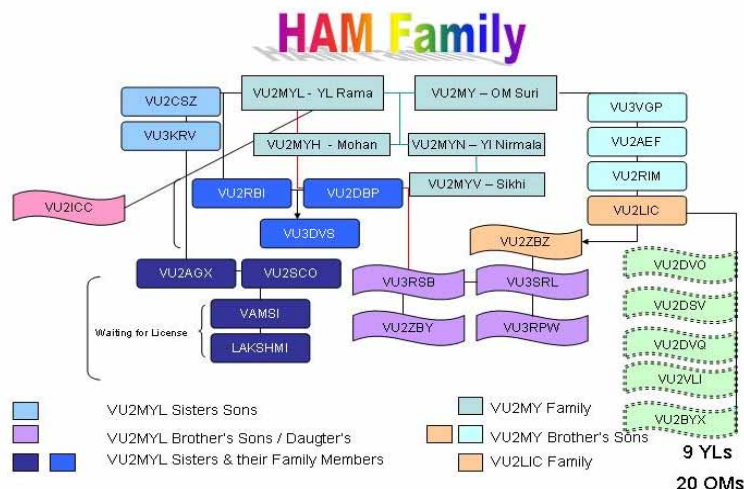 HAM Family
VU2CSZ
VU2MYL - YL Rama
VU2MY – OM Suri
VU3VGP
VU3KRV
VU2MYH - Mohan
VU2MYN – Yl Nirmala
VU2AEF
VU2MYV – Sikhi
VU2RIM
VU2ICC
VU2RBI
VU2DBP
VU2LIC
VU3DVS
VU2ZBZ
VU2DVO
VU2AGX
VU2SCO
VU3RSB
VU3SRL
VU2DSV
VAMSI
VU2ZBY
VU3RPW
Waiting for License
VU2DVQ
LAKSHMI
VU2VLI
VU2MYL Sisters Sons
VU2MY Family
VU2BYX
VU2MYL Brother's Sons / Daugter's
VU2MY Brother's Sons
VU2MYL Sisters & their Family Members
VU2LIC Family
9 YLs
20 OMs